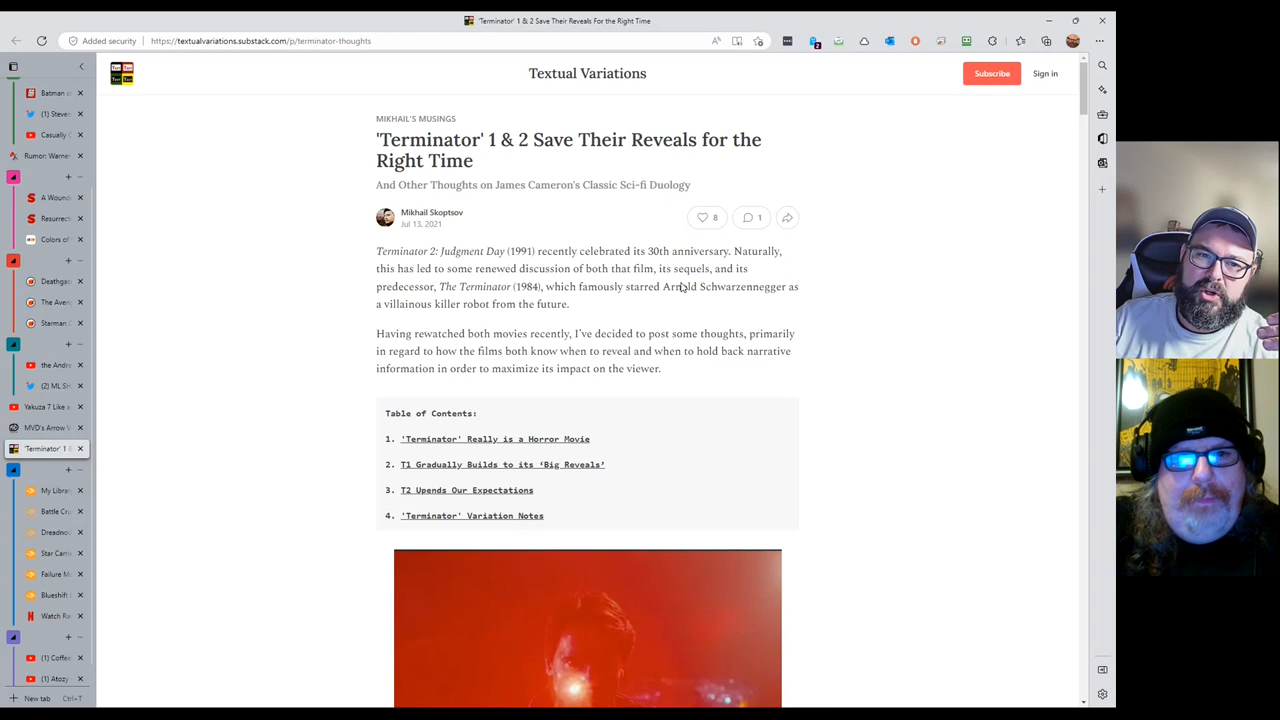 'Terminator' 1 & 2 Save Their Reveals For the Right Time
Added security
https://textualvariations.substack.com/p/terminator-thoughts
2
Batman c
(1) Steve
Casually
Rumor: Warne
A Wound
Resurrect
Colors of
Deathga
The Aven
Starman
the Andr
(2) ML SH
Yakuza 7 Like a
MVD's Arrow V
'Terminator' 1 &
My Libra
Battle Cru
Dreadnou
Star Carrie
Failure M
Blueshift
Watch Ra
(1) Coffee
(1) Atozy
New tab Ctrl+T
Textual Variations
Subscribe
Sign in
MIKHAIL'S MUSINGS
'Terminator' 1 & 2 Save Their Reveals for the
Right Time
And Other Thoughts on James Cameron's Classic Sci-fi Duology
Mikhail Skoptsov
Jul 13, 2021
8
1
Terminator 2: Judgment Day (1991) recently celebrated its 30th anniversary. Naturally,
this has led to some renewed discussion of both that film, its sequels, and its
predecessor, The Terminator (1984), which famously starred Arnold Schwarzennegger as
a villainous killer robot from the future.
Having rewatched both movies recently, I've decided to post some thoughts, primarily
in regard to how the films both know when to reveal and when to hold back narrative
information in order to maximize its impact on the viewer.
Table of Contents:
1. 'Terminator' Really is a Horror Movie
2. T1 Gradually Builds to its 'Big Reveals'
3. T2 Upends Our Expectations
4. 'Terminator' Variation Notes